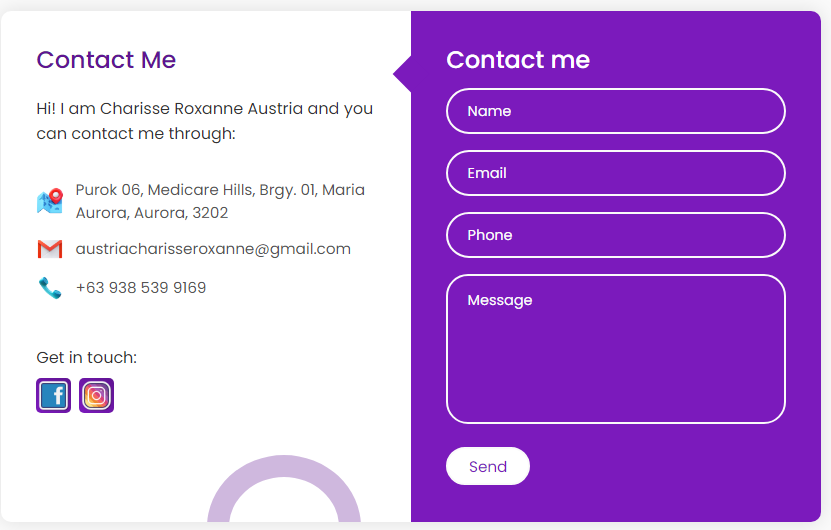 Contact Me
Hi! I am Charisse Roxanne Austria and you
can contact me through:
Purok 06, Medicare Hills, Brgy. 01, Maria
Aurora, Aurora, 3202
austriacharisseroxanne@gmail.com
+63 938 539 9169
Get in touch:
Contact me
Name
Email
Phone
Message
Send